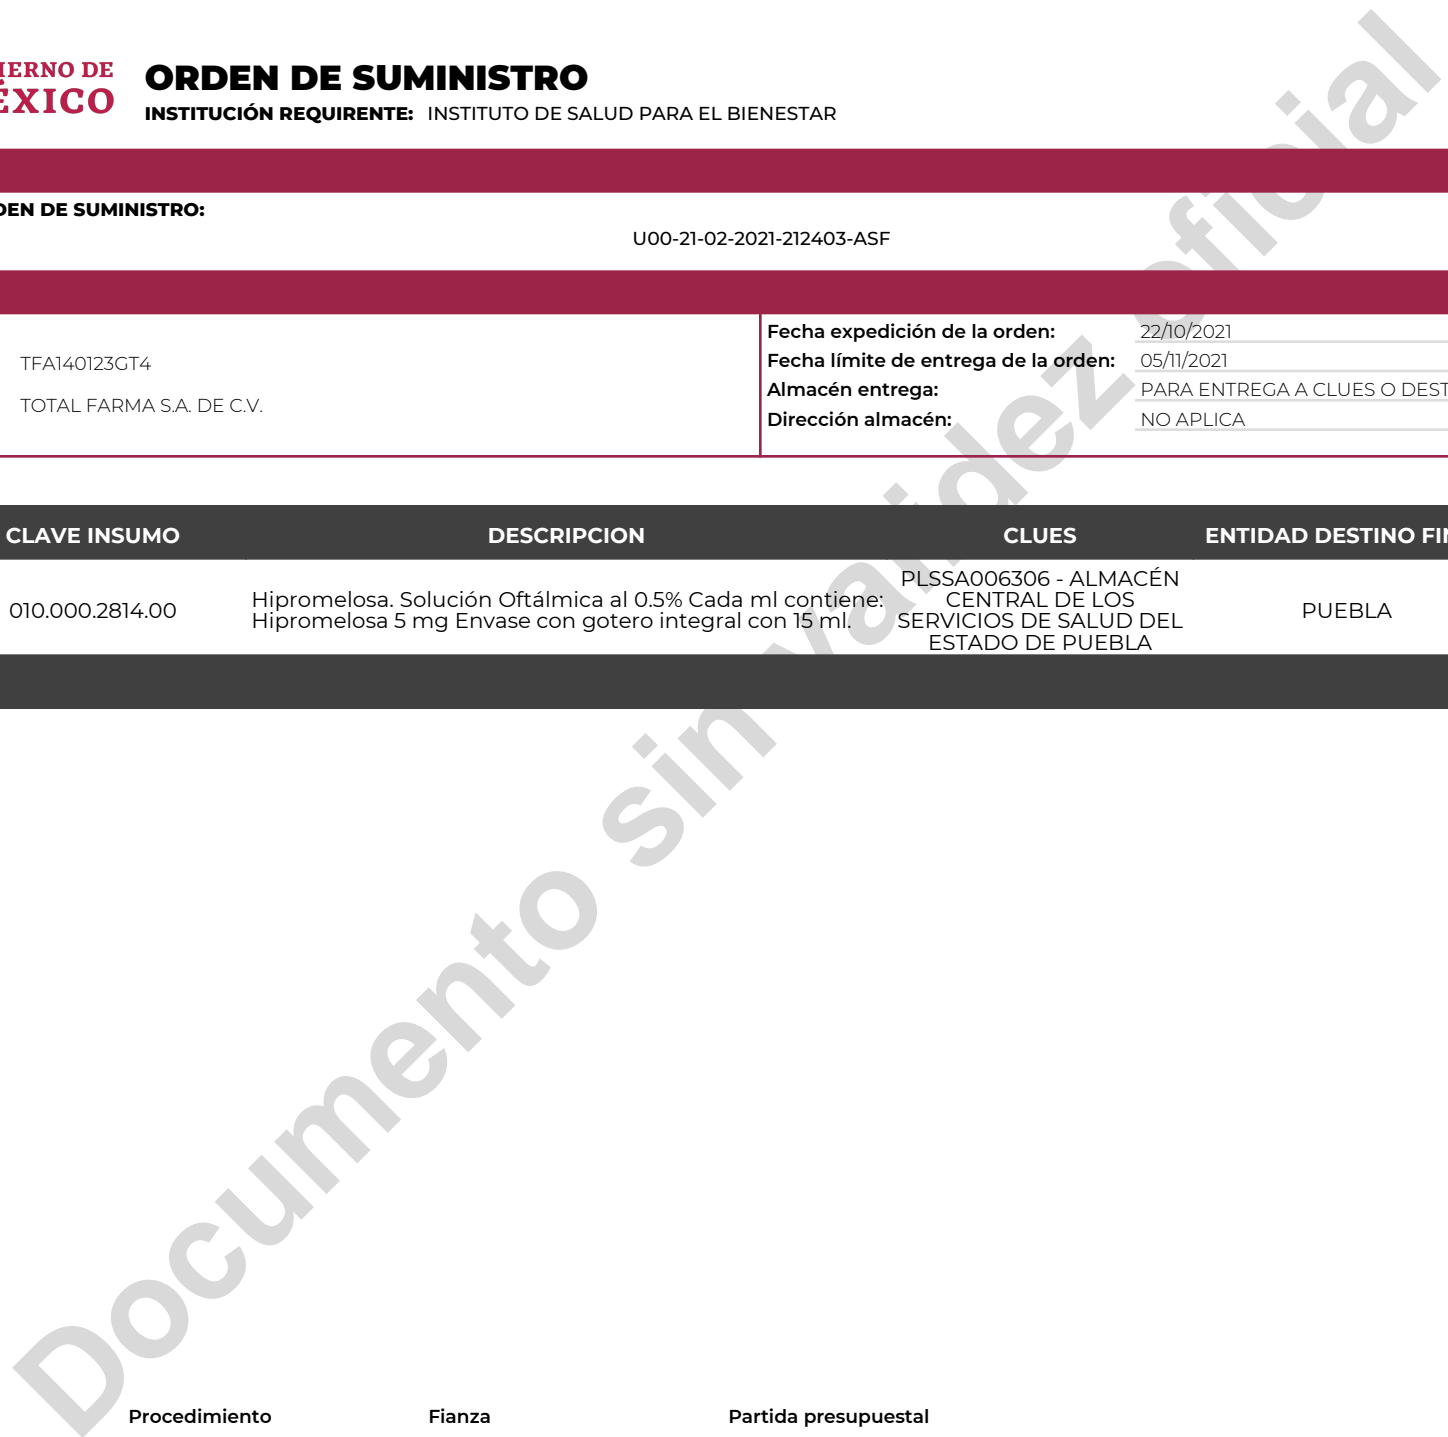 IERNO DE
ÉXICO
ORDEN DE SUMINISTRO
INSTITUCIÓN REQUIRENTE: INSTITUTO DE SALUD PARA EL BIENESTAR
DEN DE SUMINISTRO:
U00-21-02-2021-212403-ASF
TFA140123GT4
TOTAL FARMA S.A. DE C.V.
Fecha expedición de la orden: 22/10/2021
Fecha límite de entrega de la orden: 05/11/2021
Almacén entrega: PARA ENTREGA A CLUES O DEST
Dirección almacén: NO APLICA
CLAVE INSUMO DESCRIPCION CLUES ENTIDAD DESTINO FIN
010.000.2814.00
Hipromelosa. Solución Oftálmica al 0.5% Cada ml contiene:
Hipromelosa 5 mg Envase con gotero integral con 15 ml.
PLSSA006306 - ALMACÉN
CENTRAL DE LOS
SERVICIOS DE SALUD DEL
ESTADO DE PUEBLA
PUEBLA
Documento sin validez oficial
Procedimiento Fianza Partida presupuestal